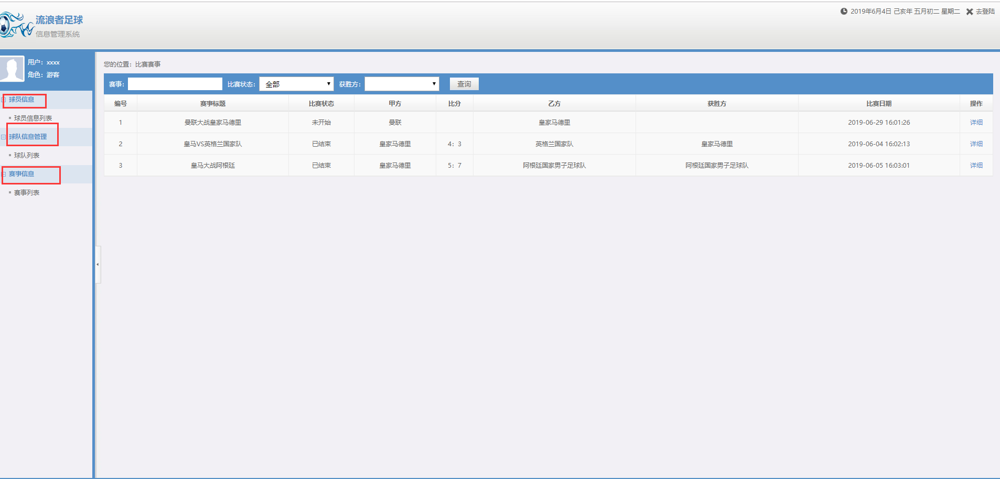 流浪者足球
信息管理系统
2019年6月4日 己亥年 五月初二 星期二 去登陆
用户：xxxx
角色：游客
球员信息
球员信息列表
球队信息管理
球队列表
赛事信息
赛事列表
您的位置：比赛赛事
赛事： 比赛状态： 全部 获胜方： 查询
编号 赛事标题 比赛状态 甲方 比分 乙方 获胜方 比赛日期 操作
1 曼联大战皇家马德里 未开始 曼联 皇家马德里 2019-06-29 16:01:26 详细
2 皇马VS英格兰国家队 已结束 皇家马德里 4：3 英格兰国家队 皇家马德里 2019-06-04 16:02:13 详细
3 皇马大战阿根廷 已结束 皇家马德里 5：7 阿根廷国家男子足球队 阿根廷国家男子足球队 2019-06-05 16:03:01 详细